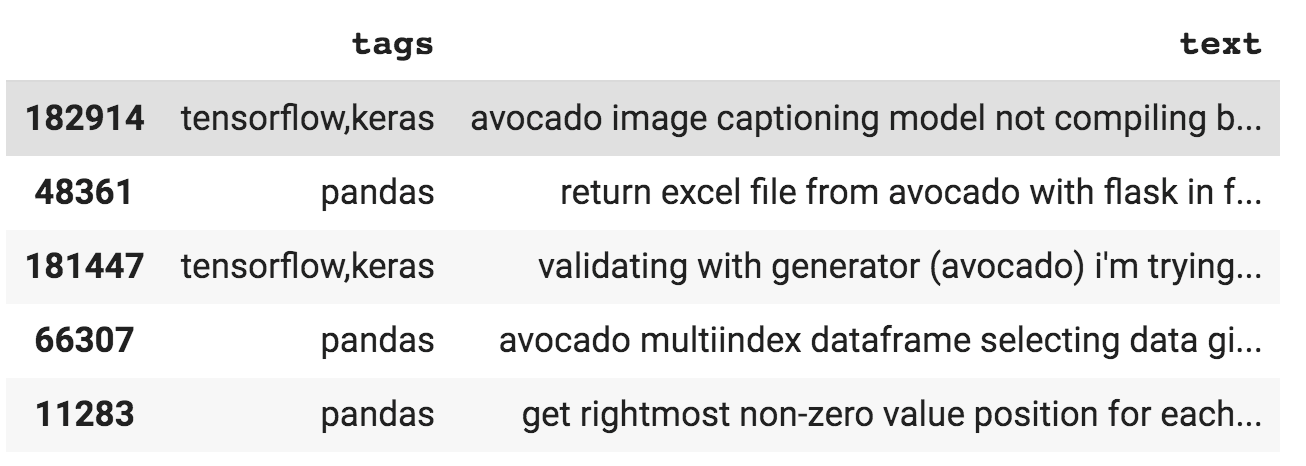 tags text
182914 tensorflow,keras avocado image captioning model not compiling b...
48361 pandas return excel file from avocado with flask in f...
181447 tensorflow,keras validating with generator (avocado) i'm trying...
66307 pandas avocado multiindex dataframe selecting data gi...
11283 pandas get rightmost non-zero value position for each...